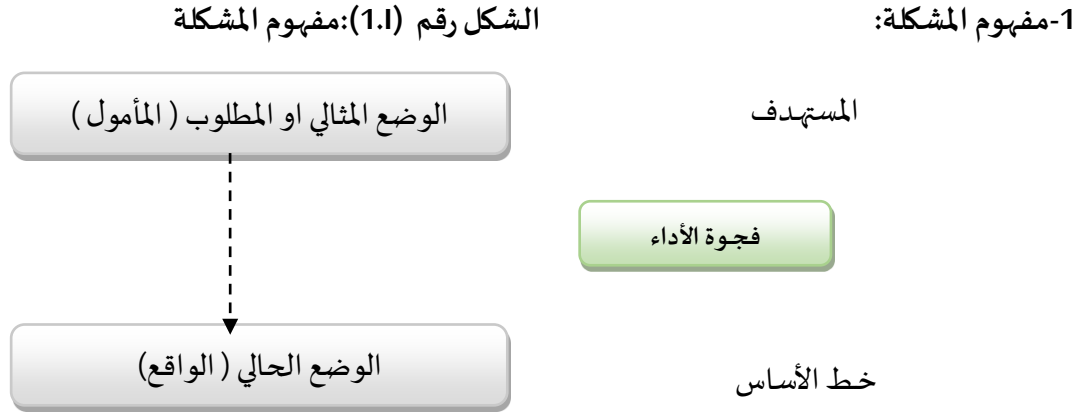 1-مفهوم المشكلة:
الشكل رقم (1.I):مفهوم المشكلة
المستهدف
الوضع المثالي او المطلوب ( المأمول )
فجوة الأداء
خط الأساس
الوضع الحالي ( الواقع)